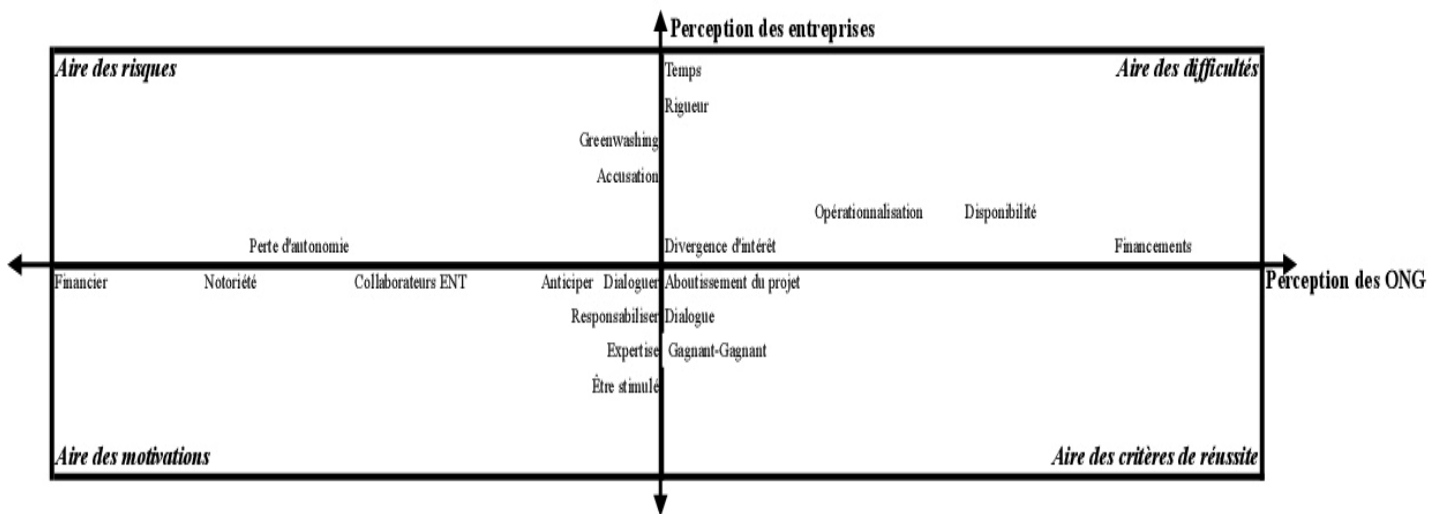 Perception des entreprises
Aire des risques
Aire des difficultés
Temps
Rigueur
Greenwashing
Accusation
Opérationnalisation
Disponibilité
Perte d'autonomie
Divergence d'intérêt
Financements
Financier
Notoriété
Collaborateurs ENT
Anticiper
Dialoguer
Aboutissement du projet
Perception des ONG
Responsabiliser
Dialogue
Expertise
Gagnant-Gagnant
Être stimulé
Aire des motivations
Aire des critères de réussite